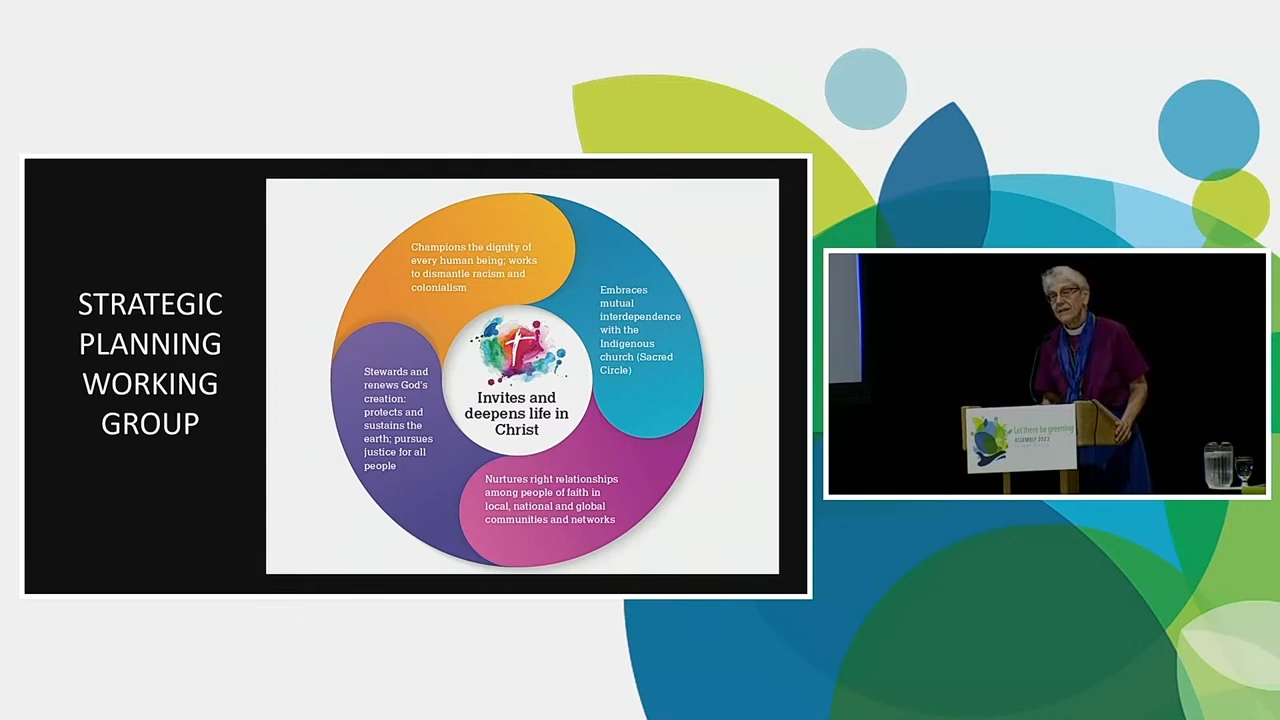 STRATEGIC
PLANNING
WORKING
GROUP
Champions the dignity of
every human being; works
to dismantle racism and
colonialism
Embraces
mutual
interdependence
with the
Indigenous
church (Sacred
Circle)
Stewards and
renews God's
creation:
protects and
sustains the
earth; pursues
justice for all
people
Invites and
deepens life in
Christ
Nurtures right relationships
among people of faith in
local, national and global
communities and networks
Let there be greening
ASSEMBLY 2023